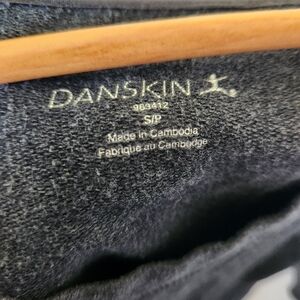 DANSKIN
963412
S/P
Made in Cambodia
Fabriqué au Cambodge